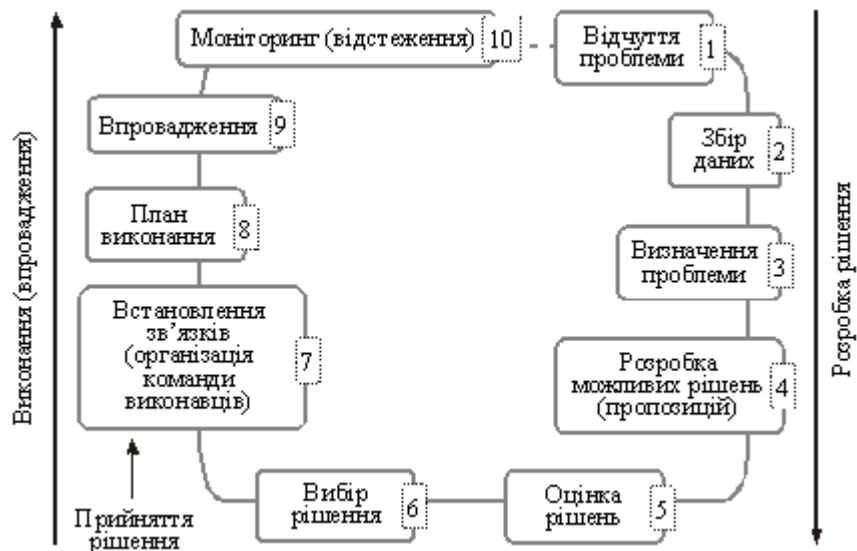 Моніторинг (відстеження)
10
Відчуття
проблеми
1
Збір
даних
2
Визначення
проблеми
3
Розробка
можливих рішень
(пропозицій)
4
Оцінка
рішень
5
Вибір
рішення
6
Встановлення
зв’язків
(організація
команди
виконавців)
7
План
виконання
8
Впровадження
9
Прийняття
рішення
Виконання (впровадження)
Розробка рішення